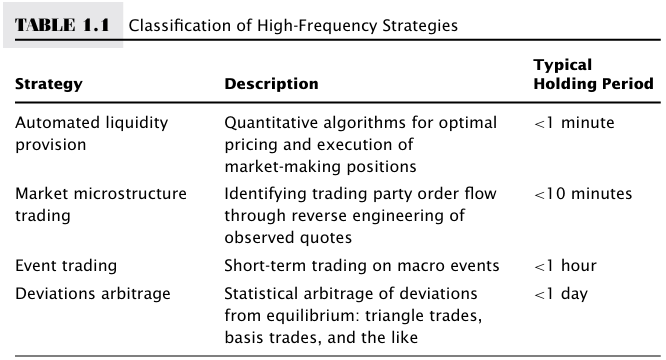 TABLE 1.1 Classification of High-Frequency Strategies
Typical
Strategy Description Holding Period
Automated liquidity Quantitative algorithms for optimal <1 minute
provision pricing and execution of
market-making positions
Market microstructure Identifying trading party order flow <10 minutes
trading through reverse engineering of
observed quotes
Event trading Short-term trading on macro events <1 hour
Deviations arbitrage Statistical arbitrage of deviations <1 day
from equilibrium: triangle trades,
basis trades, and the like